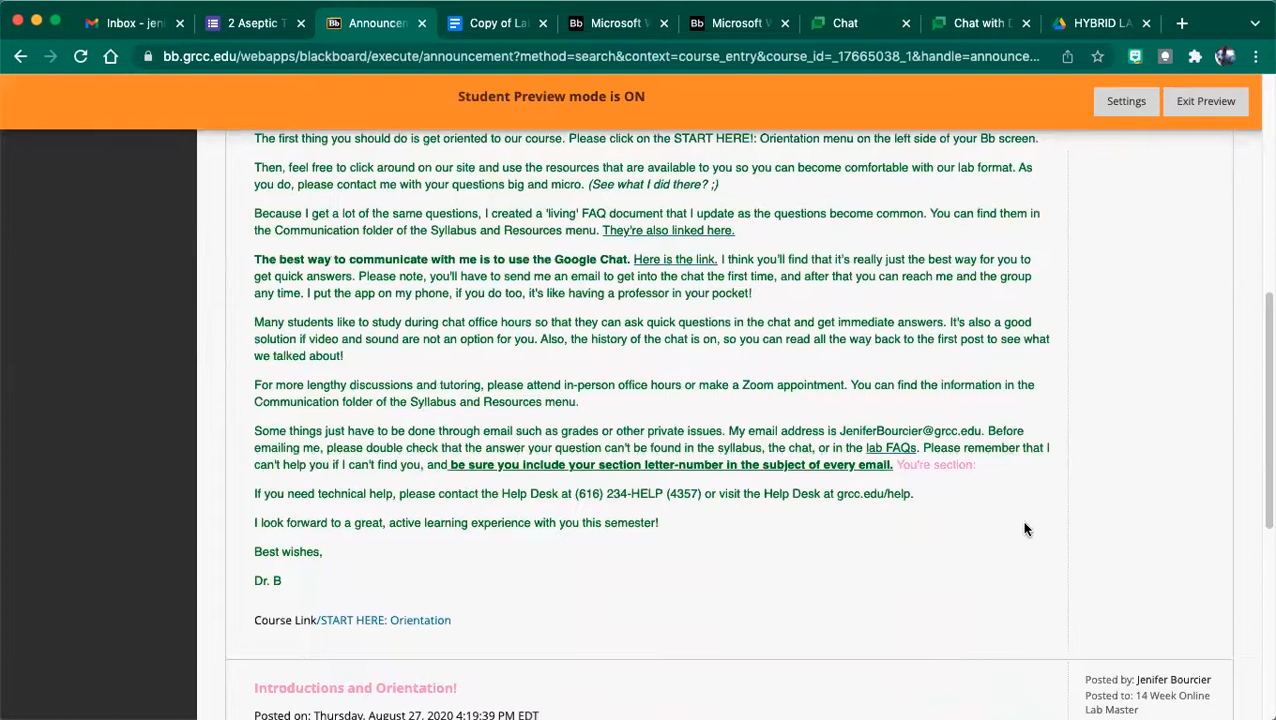 Inbox - jen
2 Aseptic T
Announcem
Copy of La
Microsoft W
Microsoft W
Chat
Chat with D
HYBRID LA
bb.grcc.edu/webapps/blackboard/execute/announcement?method=search&context=course_entry&course_id=_17665038_1&handle=announce...
Student Preview mode is ON
Settings
Exit Preview
The first thing you should do is get oriented to our course. Please click on the START HERE!: Orientation menu on the left side of your Bb screen.
Then, feel free to click around on our site and use the resources that are available to you so you can become comfortable with our lab format. As
you do, please contact me with your questions big and micro. (See what I did there? ;)
Because I get a lot of the same questions, I created a 'living' FAQ document that I update as the questions become common. You can find them in
the Communication folder of the Syllabus and Resources menu. They're also linked here.
The best way to communicate with me is to use the Google Chat. Here is the link. I think you'll find that it's really just the best way for you to
get quick answers. Please note, you'll have to send me an email to get into the chat the first time, and after that you can reach me and the group
any time. I put the app on my phone, if you do too, it's like having a professor in your pocket!
Many students like to study during chat office hours so that they can ask quick questions in the chat and get immediate answers. It's also a good
solution if video and sound are not an option for you. Also, the history of the chat is on, so you can read all the way back to the first post to see what
we talked about!
For more lengthy discussions and tutoring, please attend in-person office hours or make a Zoom appointment. You can find the information in the
Communication folder of the Syllabus and Resources menu.
Some things just have to be done through email such as grades or other private issues. My email address is JeniferBourcier@grcc.edu. Before
emailing me, please double check that the answer your question can't be found in the syllabus, the chat, or in the lab FAQs. Please remember that I
can't help you if I can't find you, and be sure you include your section letter-number in the subject of every email. You're section:
If you need technical help, please contact the Help Desk at (616) 234-HELP (4357) or visit the Help Desk at grcc.edu/help.
I look forward to a great, active learning experience with you this semester!
Best wishes,
Dr. B
Course Link/START HERE: Orientation
Introductions and Orientation!
Posted on: Thursday, August 27, 2020 4:19:39 PM EDT
Posted by: Jenifer Bourcier
Posted to: 14 Week Online
Lab Master